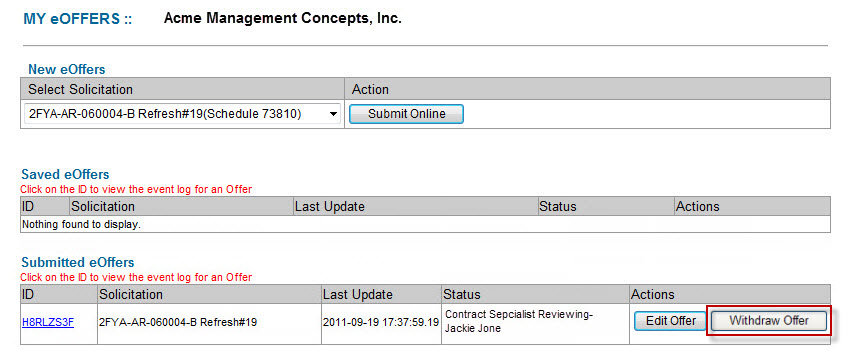 MY eOFFERS :: Acme Management Concepts, Inc.
New eOffers
Select Solicitation Action
2FYA-AR-060004-B Refresh#19(Schedule 73810) Submit Online
Saved eOffers
Click on the ID to view the event log for an Offer
ID Solicitation Last Update Status Actions
Nothing found to display.
Submitted eOffers
Click on the ID to view the event log for an Offer
ID Solicitation Last Update Status Actions
H8RLZS3F 2FYA-AR-060004-B Refresh#19 2011-09-19 17:37:59.19 Contract Sepcialist Reviewing- Edit Offer Withdraw Offer
Jackie Jone